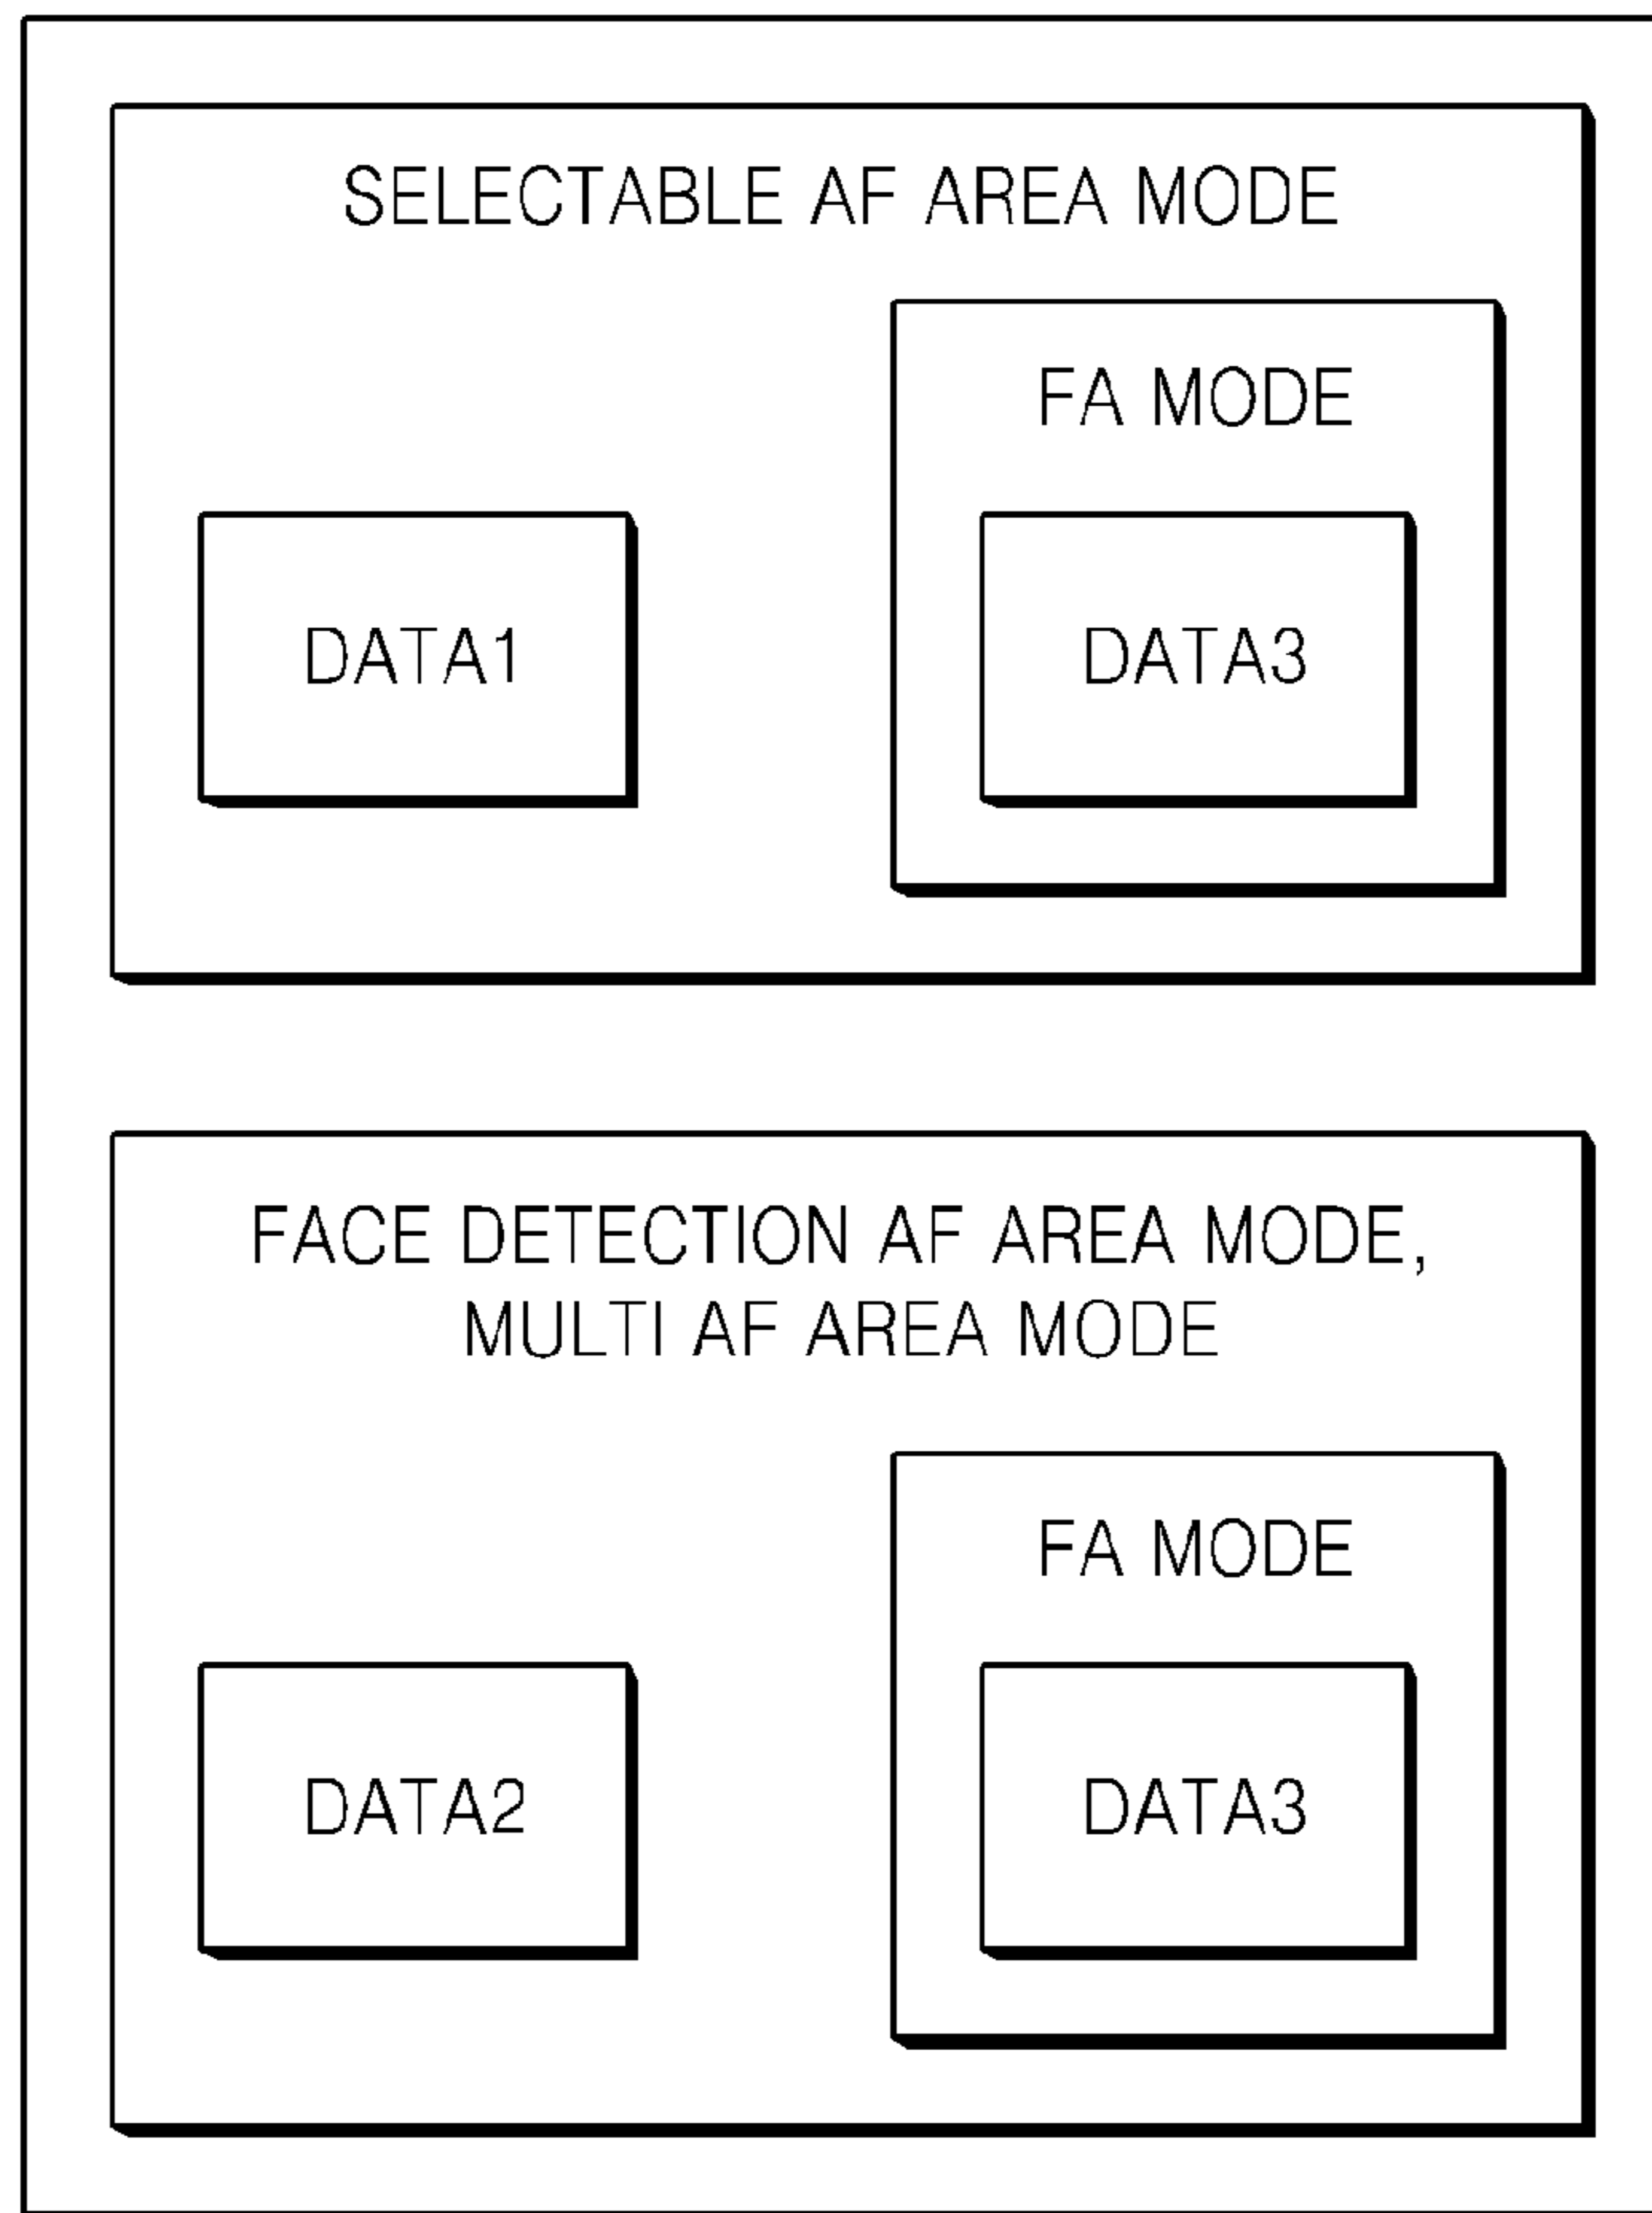 SELECTABLE AF AREA MODE
FA MODE
DATA1
DATA3
FACE DETECTION AF AREA MODE,
MULTI AF AREA MODE
FA MODE
DATA2
DATA3